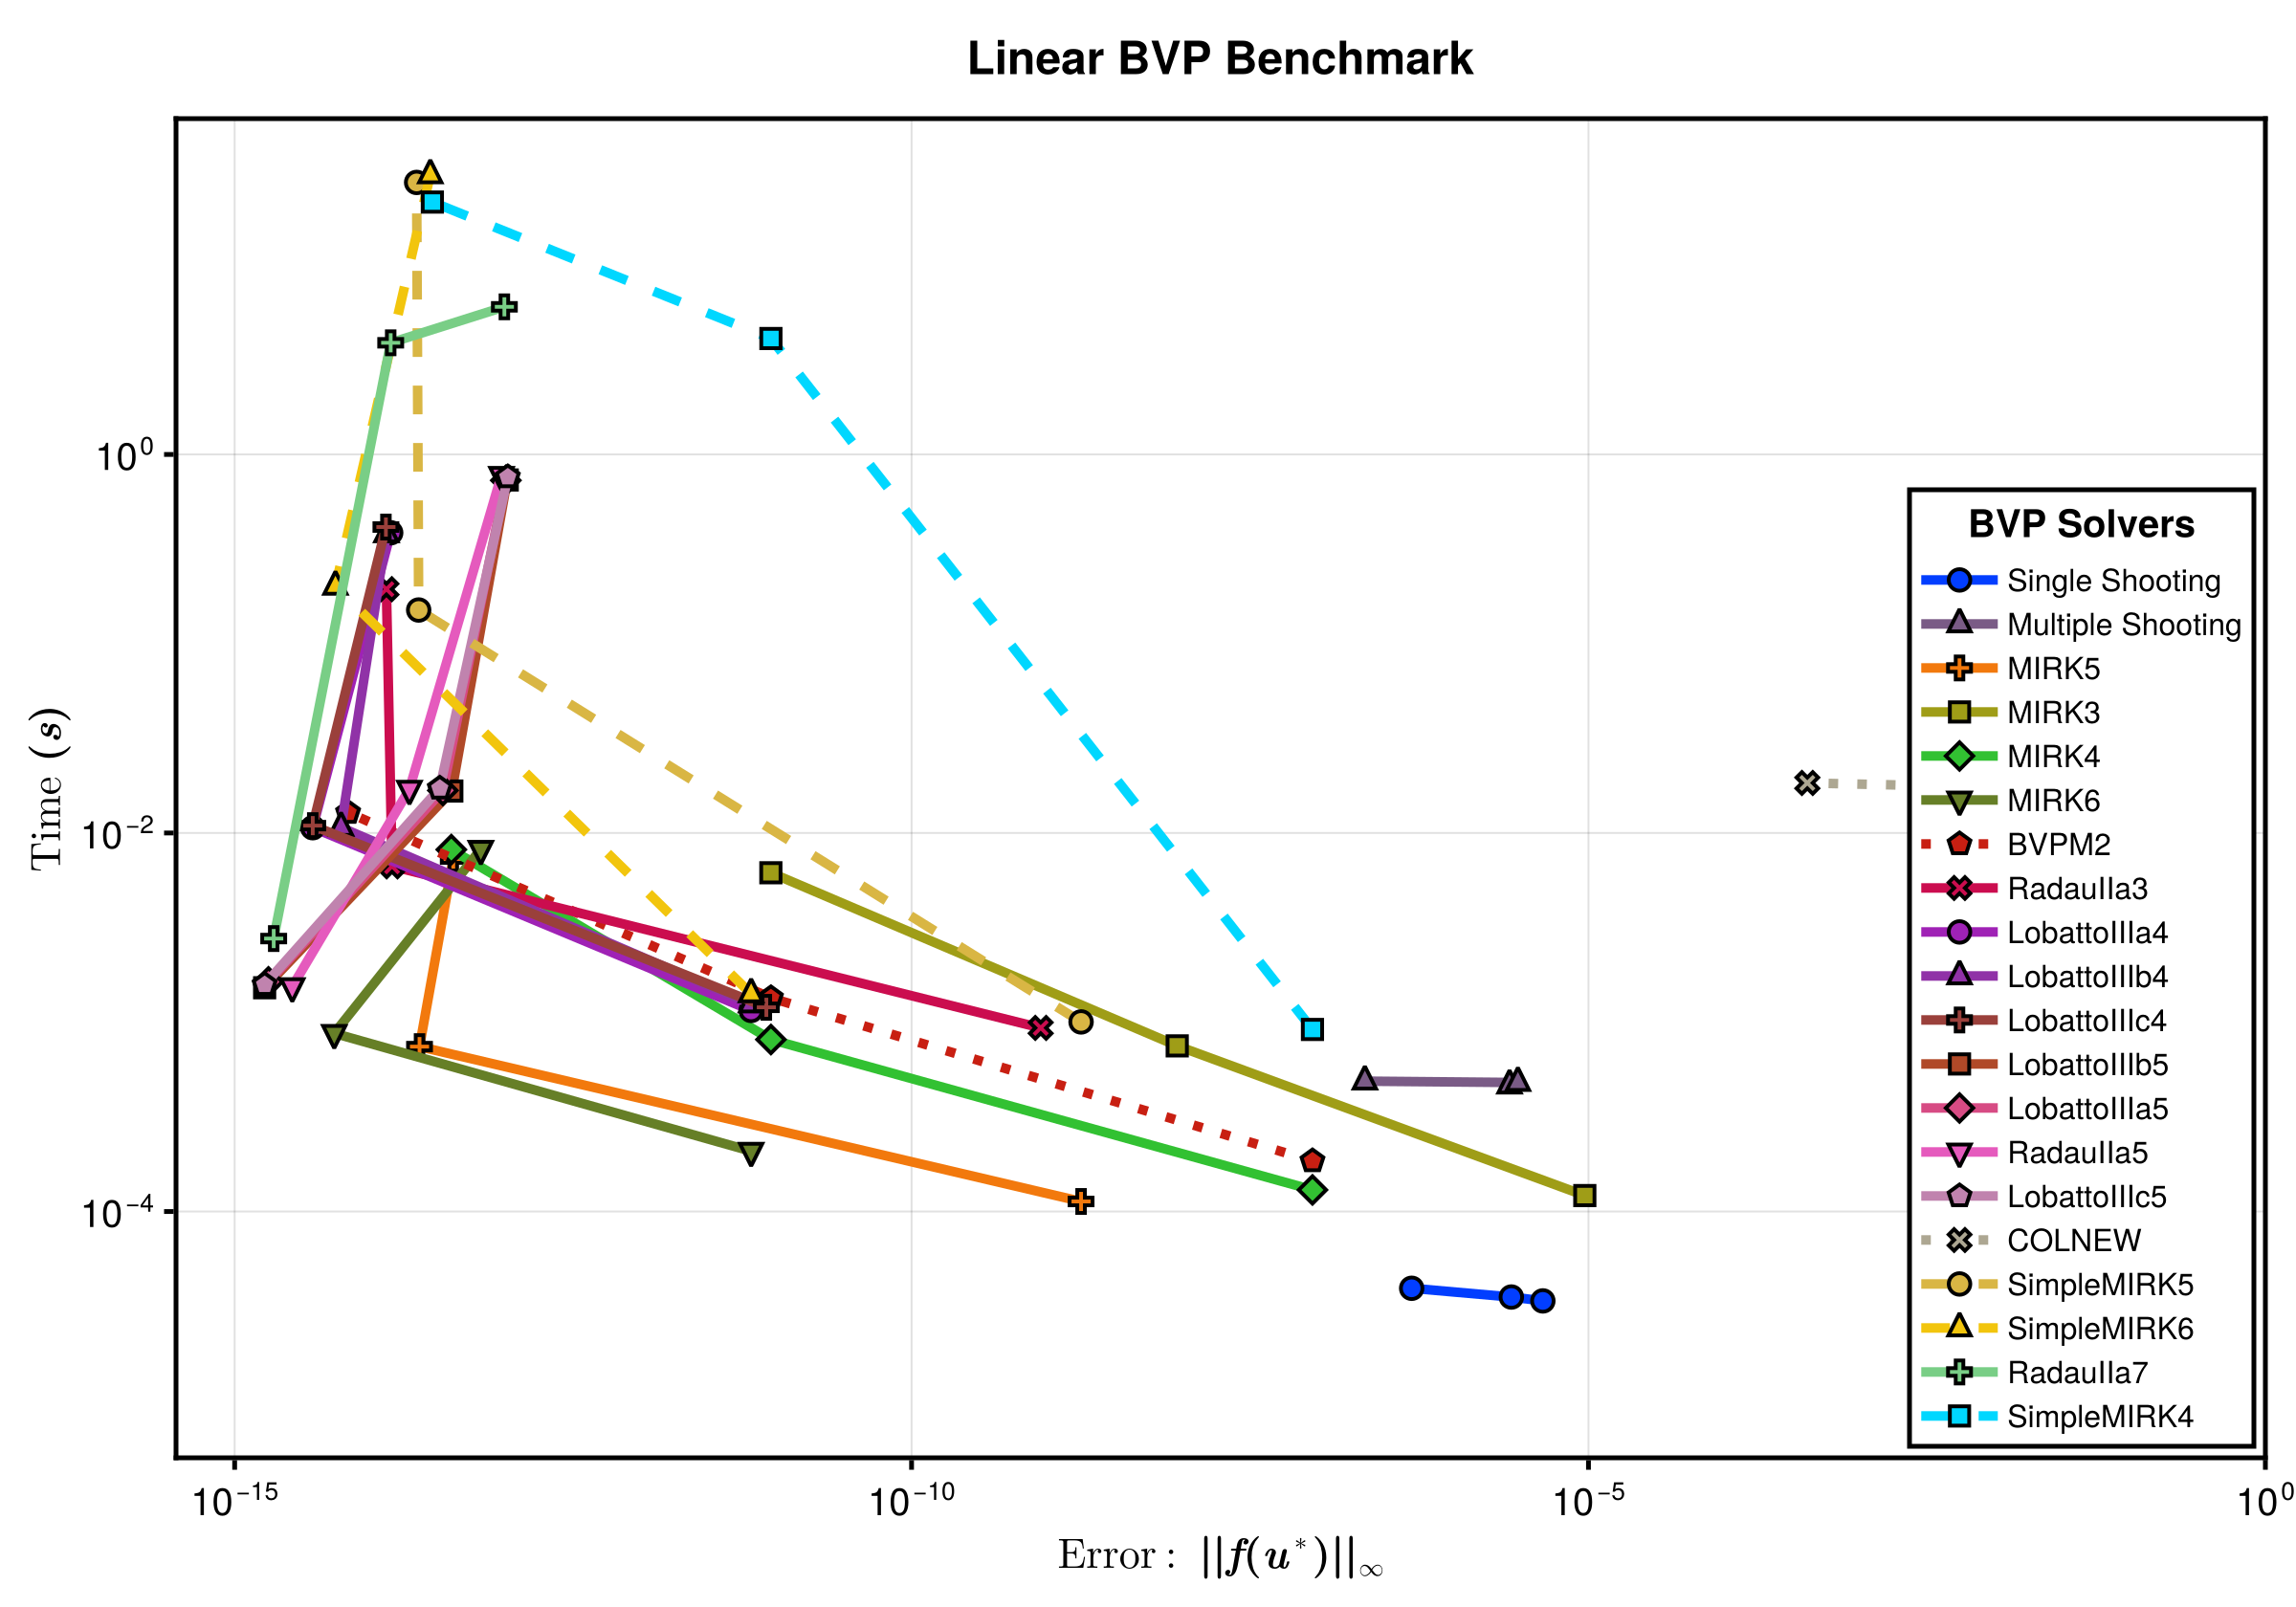 Linear BVP Benchmark
Time (s)
10^0
10^-2
10^-4
BVP Solvers
Single Shooting
Multiple Shooting
MIRK5
MIRK3
MIRK4
MIRK6
BVPM2
RadauIIa3
LobattoIIIa4
LobattoIIIb4
LobattoIIIc4
LobattoIIIb5
LobattoIIIa5
RadauIIa5
LobattoIIIc5
COLNEW
SimpleMIRK5
SimpleMIRK6
RadauIIa7
SimpleMIRK4
10^-15 10^-10 10^-5 10^0
Error: ||f(u*)||∞